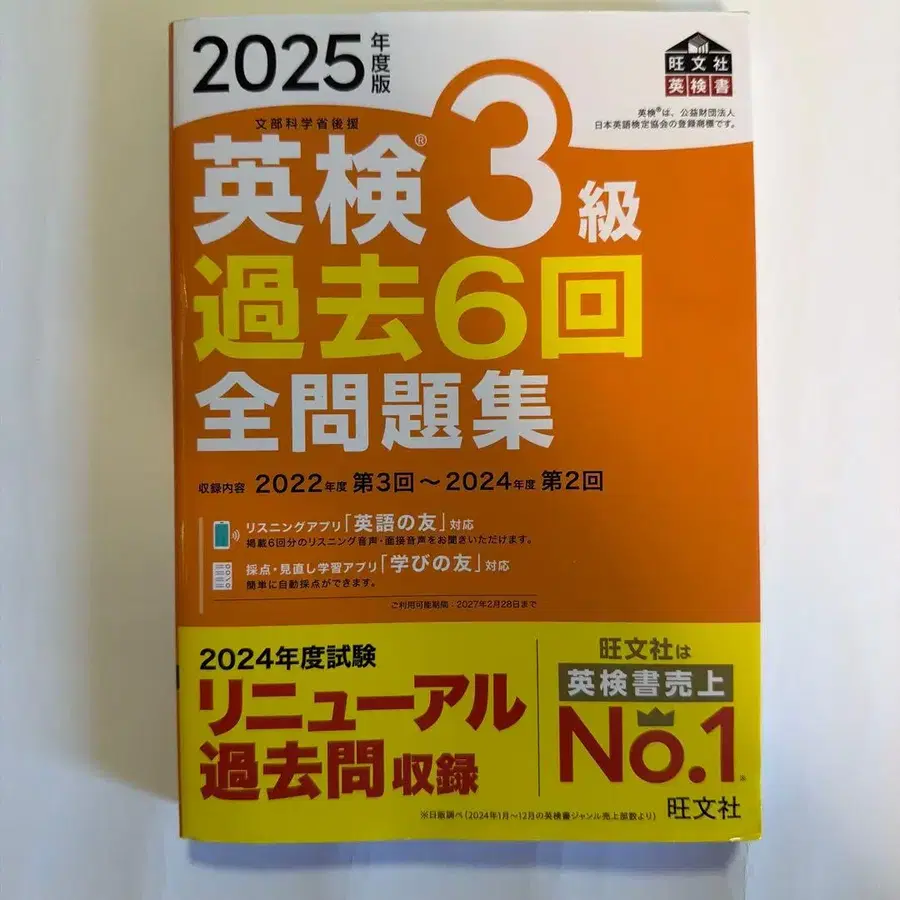 2025年度版
旺文社
英検書
英検®は、公益財団法人
日本英語検定協会の登録商標です。
文部科学省後援
英検®3級
過去6回
全問題集
収録内容 2022年度 第3回～2024年度 第2回
リスニングアプリ「英語の友」対応
掲載6回分のリスニング音声・面接音声をお聞きいただけます。
採点・見直し学習アプリ「学びの友」対応
簡単に自動採点ができます。
ご利用可能期間：2027年2月28日まで
2024年度試験
リニューアル
過去問収録
旺文社は
英検書売上
No.1※
※日販調べ（2024年1月～12月の英検書ジャンル売上部数より）
旺文社